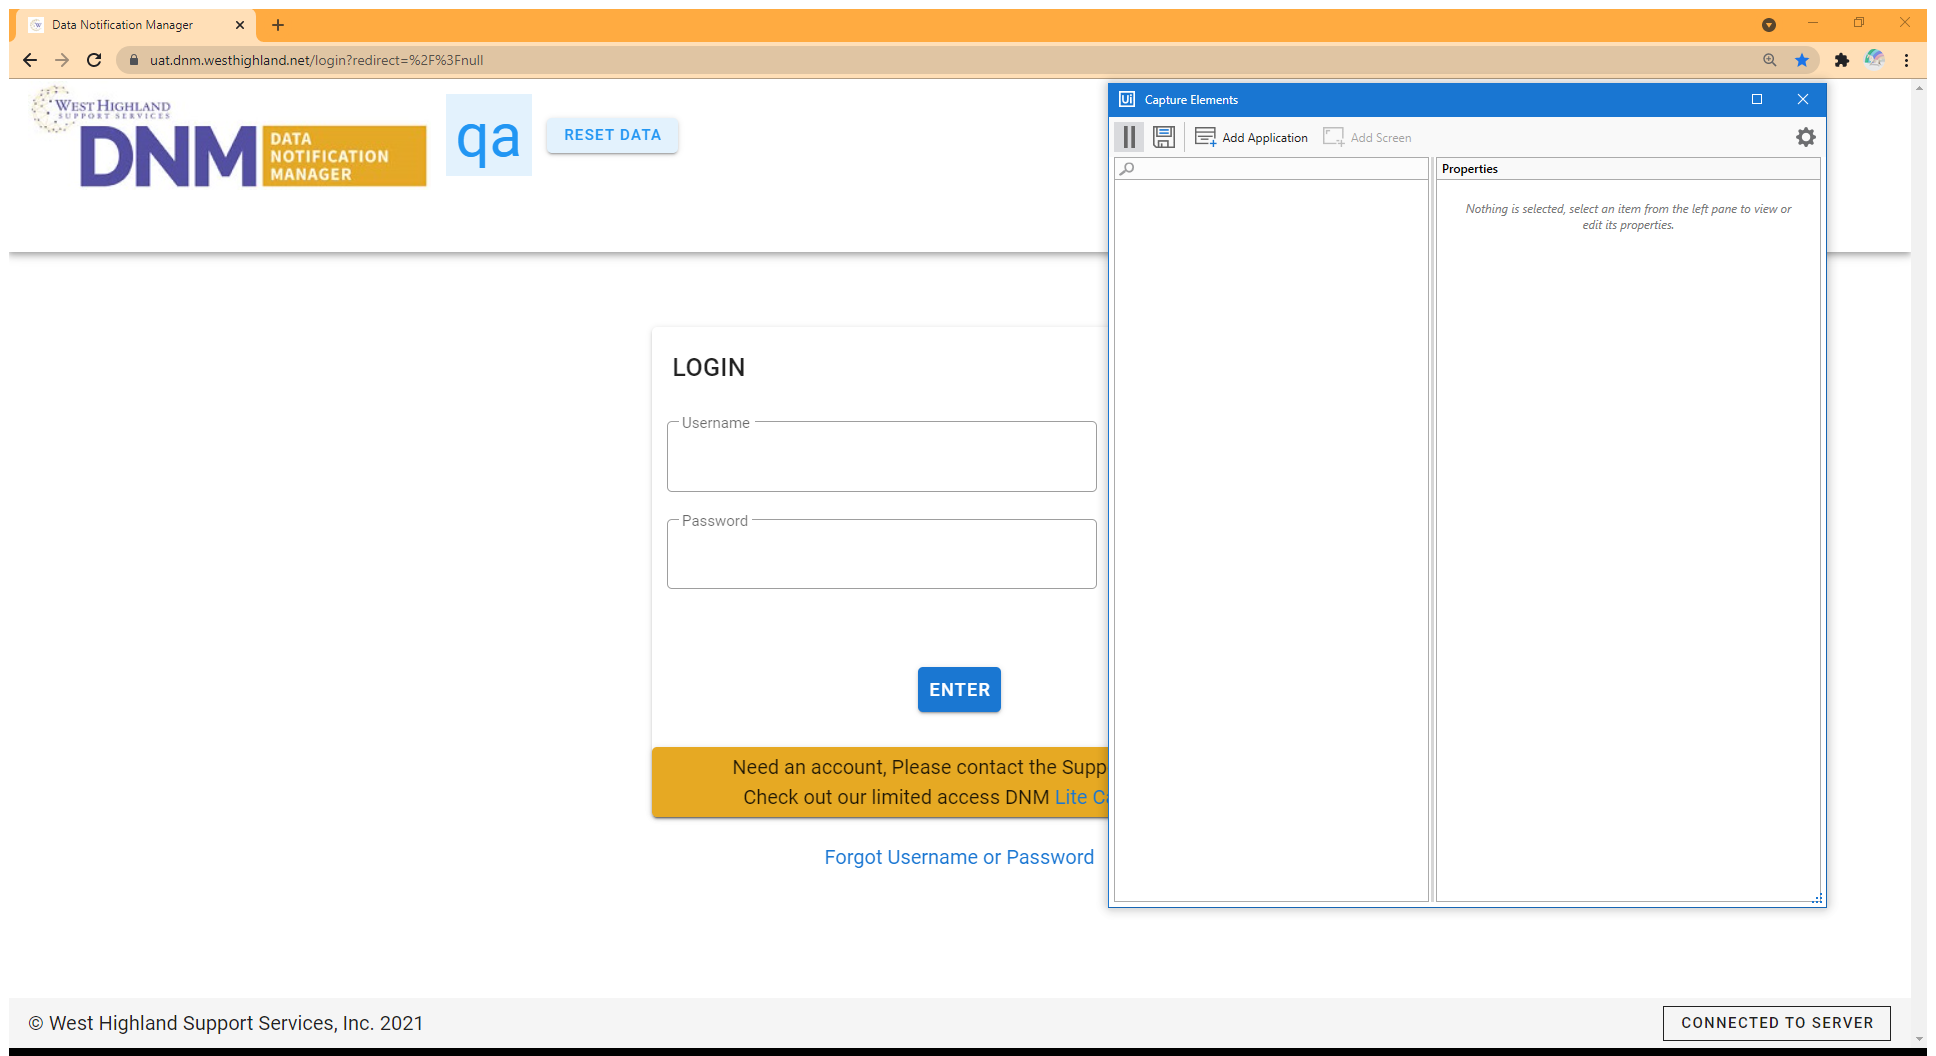 Data Notification Manager
uat.dnm.westhighland.net/login?redirect=%2F%3Fnull
WEST HIGHLAND
SUPPORT SERVICES
DNM
DATA
NOTIFICATION
MANAGER
qa
RESET DATA
Ui Capture Elements
Add Application
Add Screen
Properties
Nothing is selected, select an item from the left pane to view or
edit its properties.
LOGIN
Username
Password
ENTER
Need an account, Please contact the Supp
Check out our limited access DNM Lite Ca
Forgot Username or Password
© West Highland Support Services, Inc. 2021
CONNECTED TO SERVER